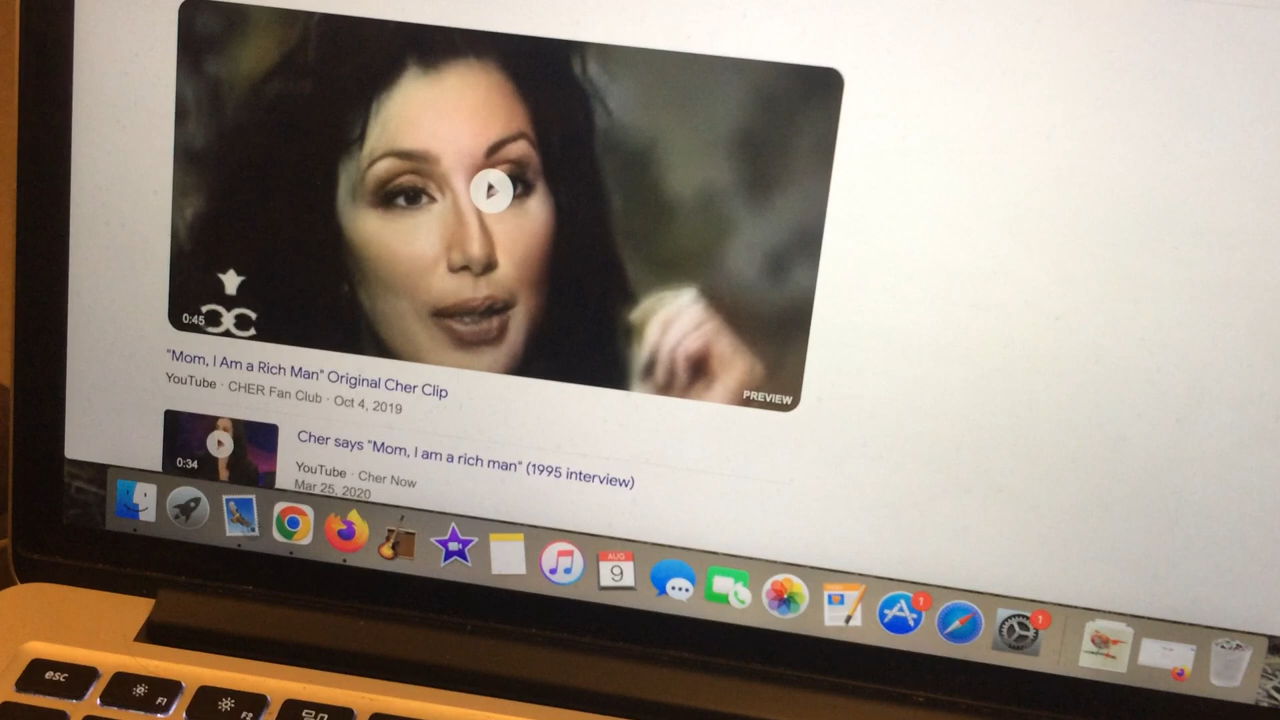 0:45
PREVIEW
"Mom, I Am a Rich Man" Original Cher Clip
YouTube · CHER Fan Club · Oct 4, 2019
0:34
Cher says "Mom, I am a rich man" (1995 interview)
YouTube · Cher Now
Mar 25, 2020
AUG
9
1
1
esc
F1
F2